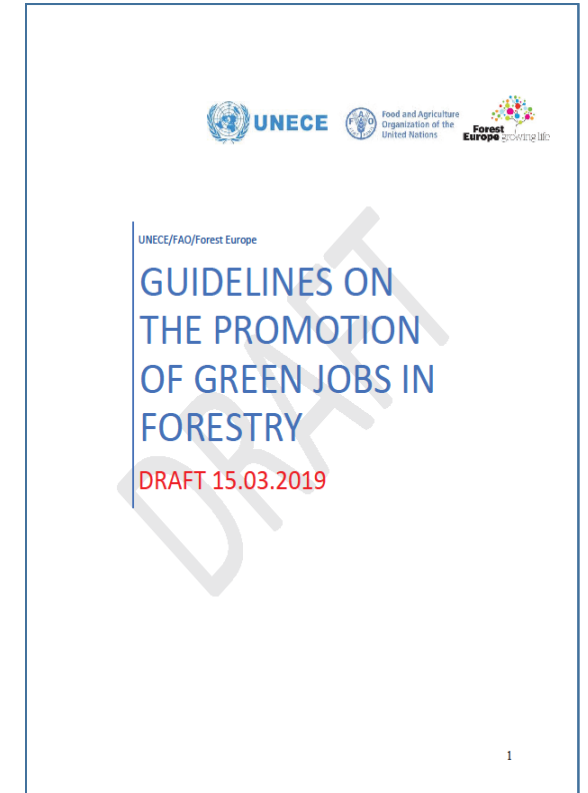 UNECE
Food and Agriculture
Organization of the
United Nations
Forest
Europe growing life
UNECE/FAO/Forest Europe
GUIDELINES ON
THE PROMOTION
OF GREEN JOBS IN
FORESTRY
DRAFT 15.03.2019
DRAFT
1